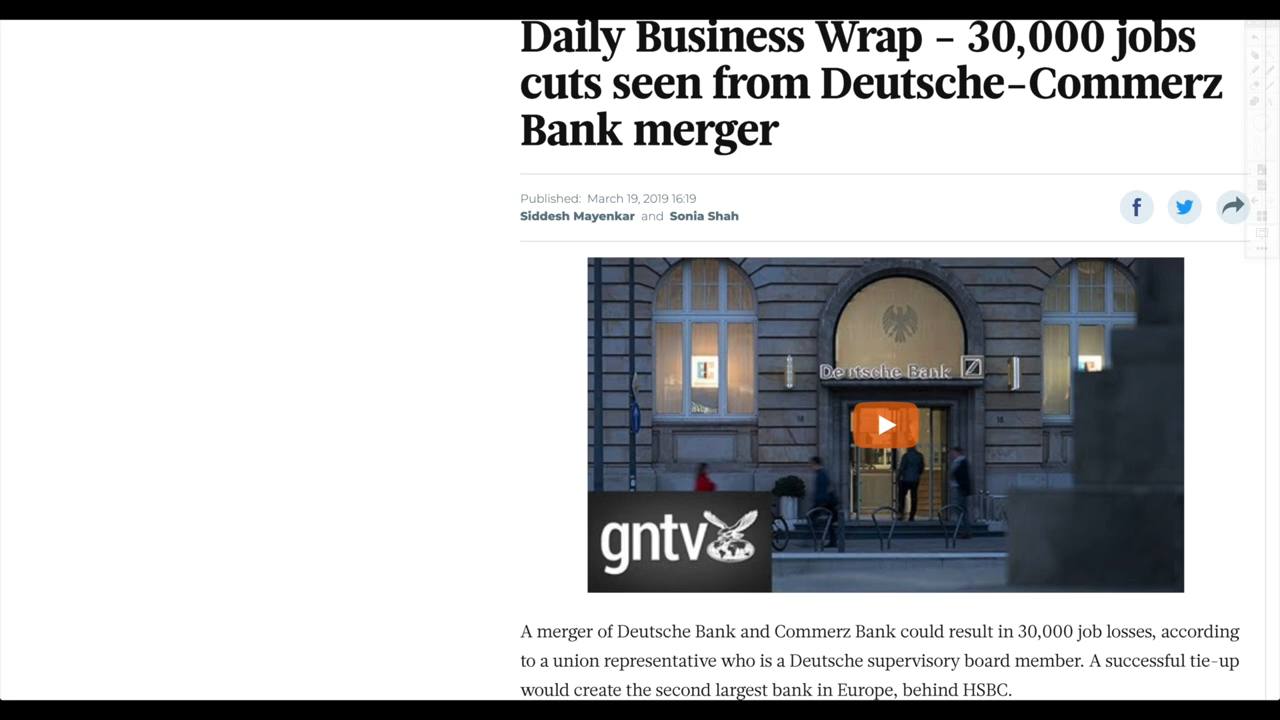 Daily Business Wrap – 30,000 jobs
cuts seen from Deutsche-Commerz
Bank merger
Published: March 19, 2019 16:19
Siddesh Mayenkar and Sonia Shah
Deutsche Bank
gntv
A merger of Deutsche Bank and Commerz Bank could result in 30,000 job losses, according
to a union representative who is a Deutsche supervisory board member. A successful tie-up
would create the second largest bank in Europe, behind HSBC.